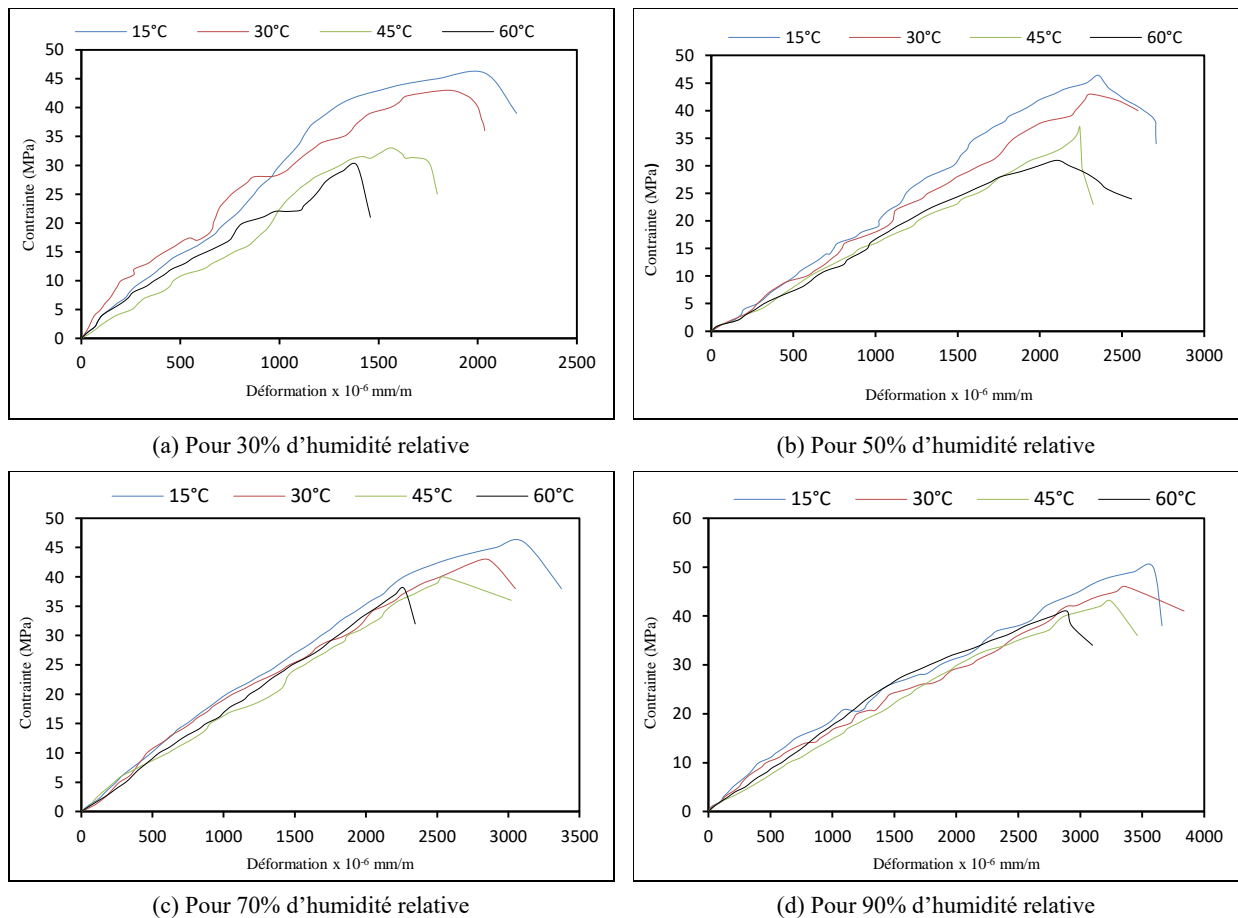 15°C 30°C 45°C 60°C
50
45
40
35
30
25
20
15
10
5
0
Contrainte (MPa)
0 500 1000 1500 2000 2500
Déformation x 10⁻⁶ mm/m
15°C 30°C 45°C 60°C
50
45
40
35
30
25
20
15
10
5
0
Contrainte (MPa)
0 500 1000 1500 2000 2500 3000
Déformation x 10⁻⁶ mm/m
(a) Pour 30% d’humidité relative
(b) Pour 50% d’humidité relative
15°C 30°C 45°C 60°C
50
45
40
35
30
25
20
15
10
5
0
Contrainte (MPa)
0 500 1000 1500 2000 2500 3000 3500
Déformation x 10⁻⁶ mm/m
15°C 30°C 45°C 60°C
60
50
40
30
20
10
0
Contrainte (MPa)
0 500 1000 1500 2000 2500 3000 3500 4000
Déformation x 10⁻⁶ mm/m
(c) Pour 70% d’humidité relative
(d) Pour 90% d’humidité relative